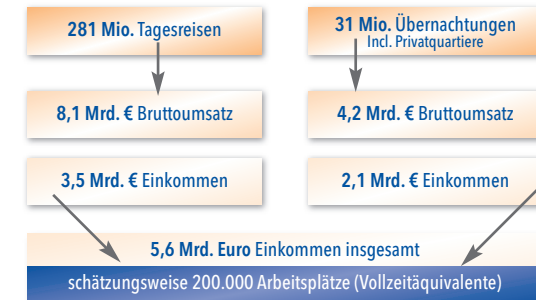 281 Mio. Tagesreisen
31 Mio. Übernachtungen
Incl. Privatquartiere
8,1 Mrd. € Bruttoumsatz
4,2 Mrd. € Bruttoumsatz
3,5 Mrd. € Einkommen
2,1 Mrd. € Einkommen
5,6 Mrd. Euro Einkommen insgesamt
schätzungsweise 200.000 Arbeitsplätze (Vollzeitäquivalente)